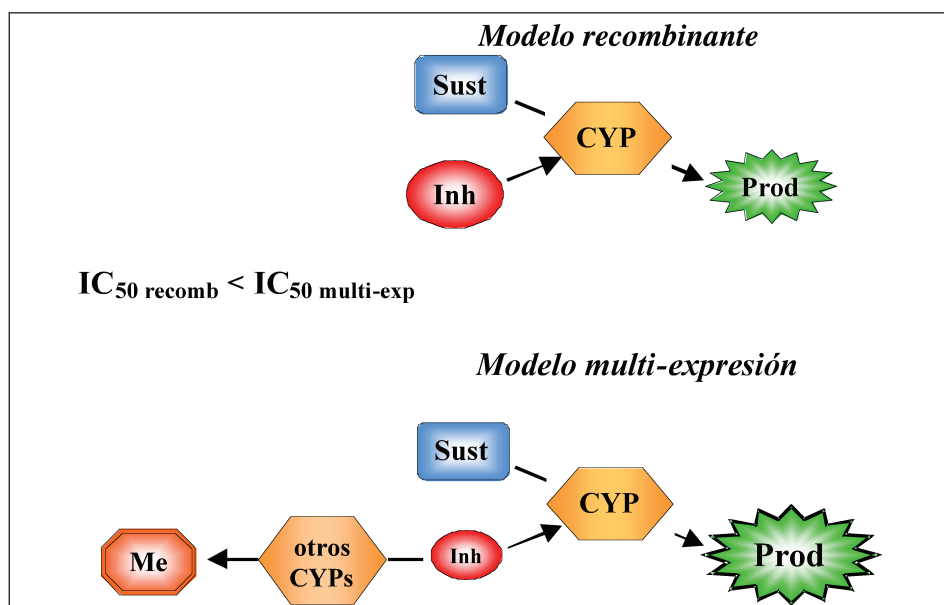 Modelo recombinante
Sust
CYP
Inh
Prod
IC50 recomb < IC50 multi-exp
Modelo multi-expresión
Sust
CYP
Me
otros
CYPs
Inh
Prod